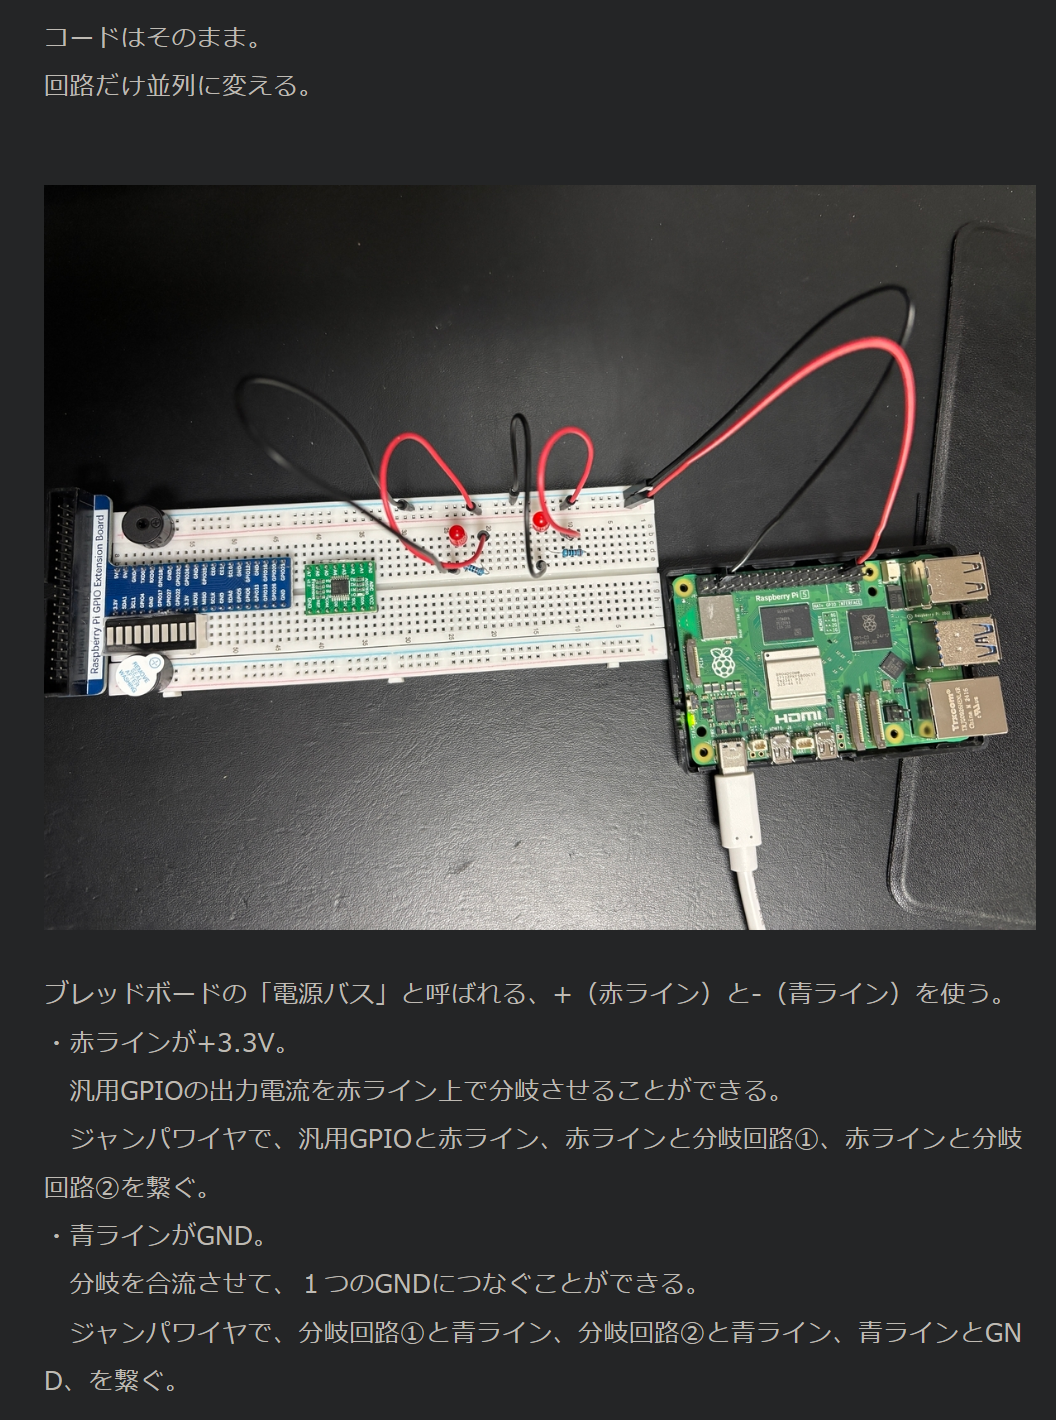 コードはそのまま。
回路だけ並列に変える。
Raspberry Pi GPIO Extension Board
Raspberry Pi 5
HDMI
Trxcom
ブレッドボードの「電源バス」と呼ばれる、+（赤ライン）と-（青ライン）を使う。
・赤ラインが+3.3V。
　汎用GPIOの出力電流を赤ライン上で分岐させることができる。
　ジャンパワイヤで、汎用GPIOと赤ライン、赤ラインと分岐回路①、赤ラインと分岐
回路②を繋ぐ。
・青ラインがGND。
　分岐を合流させて、１つのGNDにつなぐことができる。
　ジャンパワイヤで、分岐回路①と青ライン、分岐回路②と青ライン、青ラインとGN
D、を繋ぐ。